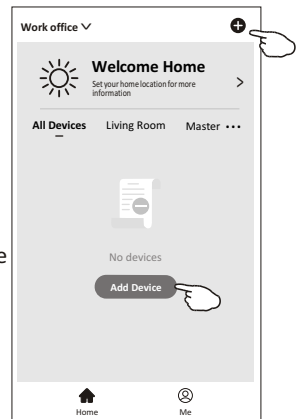 Work office
Welcome Home
Set your home location for more
information
All Devices Living Room Master ...
e
No devices
Add Device
Home Me